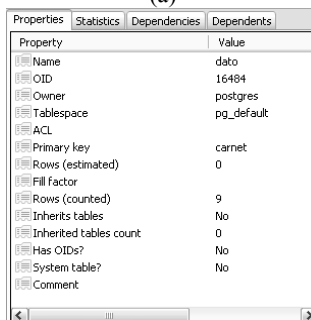 (a)
Properties Statistics Dependencies Dependents
Property Value
Name dato
OID 16484
Owner postgres
Tablespace pg_default
ACL
Primary key carnet
Rows (estimated) 0
Fill factor
Rows (counted) 9
Inherits tables No
Inherited tables count 0
Has OIDs? No
System table? No
Comment